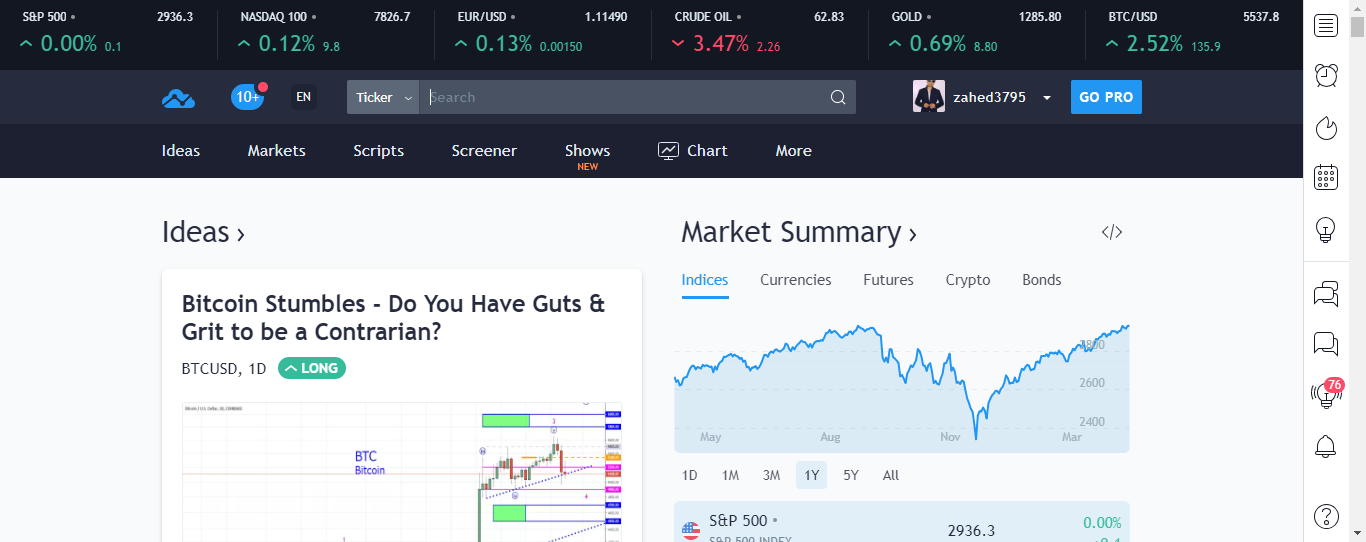 S&P 500 2936.3
0.00% 0.1
NASDAQ 100 7826.7
0.12% 9.8
EUR/USD 1.11490
0.13% 0.00150
CRUDE OIL 62.83
3.47% 2.26
GOLD 1285.80
0.69% 8.80
BTC/USD 5537.8
2.52% 135.9
10+ EN Ticker Search zahed3795 GO PRO
Ideas Markets Scripts Screener Shows Chart More
NEW
Ideas ›
Bitcoin Stumbles - Do You Have Guts &
Grit to be a Contrarian?
BTCUSD, 1D LONG
BTC
Bitcoin
Market Summary ›
Indices Currencies Futures Crypto Bonds
2800
2600
2400
May Aug Nov Mar
1D 1M 3M 1Y 5Y All
S&P 500 2936.3 0.00%
S&P 500 INDEX +0.1
76